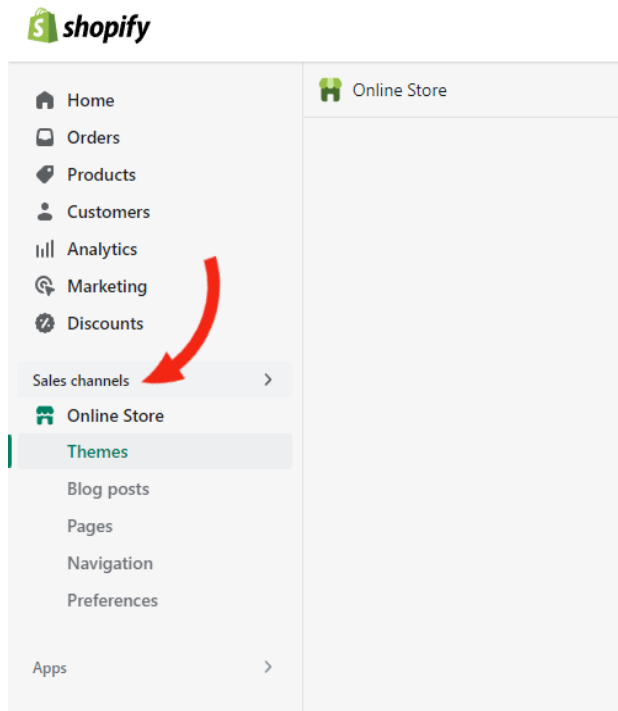 shopify
Home
Orders
Products
Customers
Analytics
Marketing
Discounts
Sales channels
Online Store
Themes
Blog posts
Pages
Navigation
Preferences
Apps
Online Store